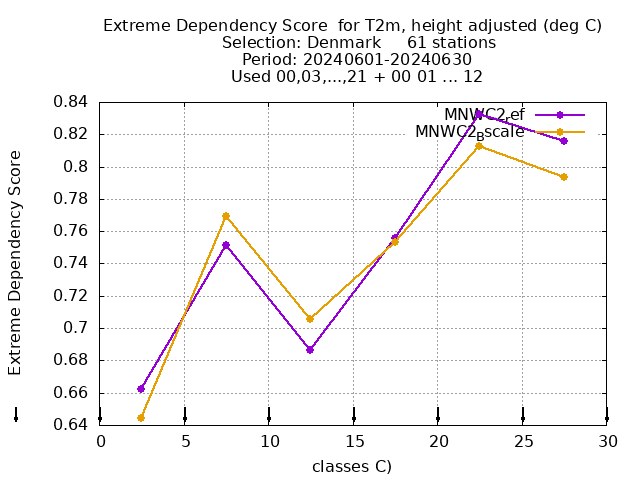 Extreme Dependency Score  for T2m, height adjusted (deg C)
Selection: Denmark     61 stations
Period: 20240601-20240630
Used 00,03,...,21 + 00 01 ... 12
MNWC2ref
MNWC2Bscale
Extreme Dependency Score
0.84
0.82
0.8
0.78
0.76
0.74
0.72
0.7
0.68
0.66
0.64
0 5 10 15 20 25 30
classes C)